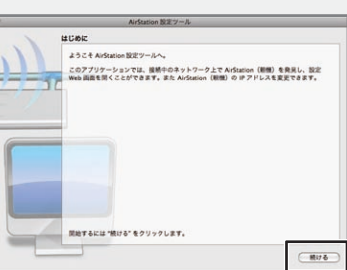 AirStation 設定ツール
はじめに
ようこそ AirStation 設定ツールへ。
このアプリケーションでは、接続中のネットワーク上で AirStation（親機）を発見し、設定
Web 画面を開くことができます。また AirStation（親機）の IP アドレスを変更できます。
開始するには “続ける” をクリックします。
続ける